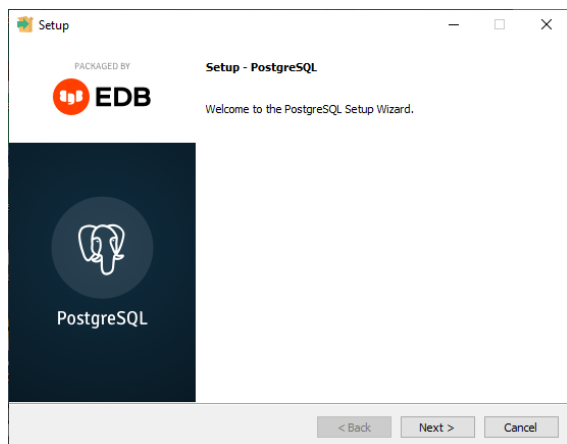 Setup
PACKAGED BY
EDB
Setup - PostgreSQL
Welcome to the PostgreSQL Setup Wizard.
PostgreSQL
< Back
Next >
Cancel